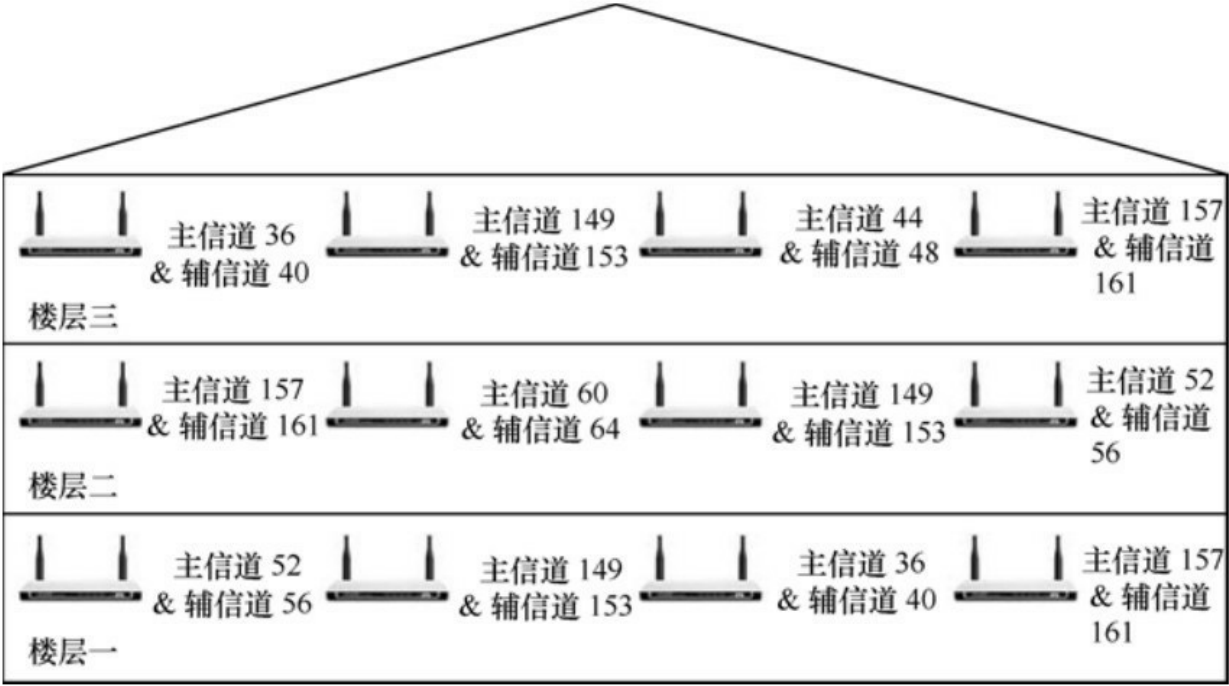 主信道 36
& 辅信道 40
主信道 149
& 辅信道153
主信道 44
& 辅信道 48
主信道 157
& 辅信道
161
楼层三
主信道 157
& 辅信道 161
主信道 60
& 辅信道 64
主信道 149
& 辅信道 153
主信道 52
& 辅信道
56
楼层二
主信道 52
& 辅信道 56
主信道 149
& 辅信道 153
主信道 36
& 辅信道 40
主信道 157
& 辅信道
161
楼层一